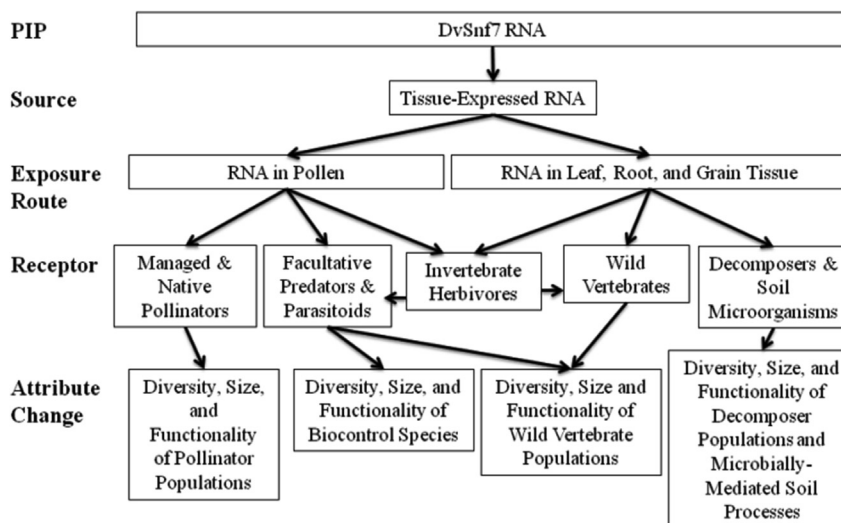 PIP
DvSnf7 RNA
Source
Tissue-Expressed RNA
Exposure
Route
RNA in Pollen
RNA in Leaf, Root, and Grain Tissue
Receptor
Managed &
Native
Pollinators
Facultative
Predators &
Parasitoids
Invertebrate
Herbivores
Wild
Vertebrates
Decomposers &
Soil
Microorganisms
Attribute
Change
Diversity, Size,
and
Functionality
of Pollinator
Populations
Diversity, Size, and
Functionality of
Biocontrol Species
Diversity, Size and
Functionality of
Wild Vertebrate
Populations
Diversity, Size, and
Functionality of
Decomposer
Populations and
Microbially-
Mediated Soil
Processes